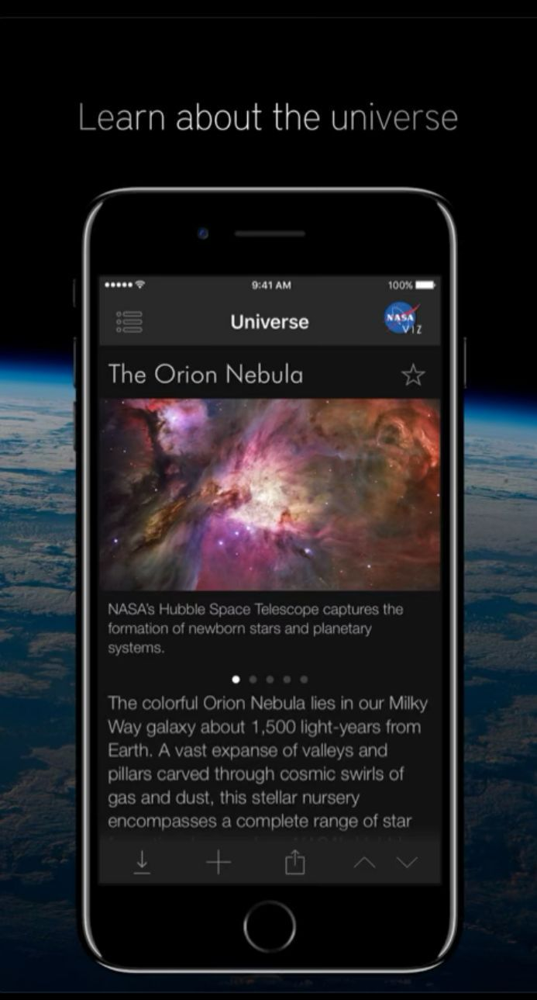 Learn about the universe
9:41 AM
100%
Universe
NASA
VIZ
The Orion Nebula
NASA's Hubble Space Telescope captures the
formation of newborn stars and planetary
systems.
The colorful Orion Nebula lies in our Milky
Way galaxy about 1,500 light-years from
Earth. A vast expanse of valleys and
pillars carved through cosmic swirls of
gas and dust, this stellar nursery
encompasses a complete range of star